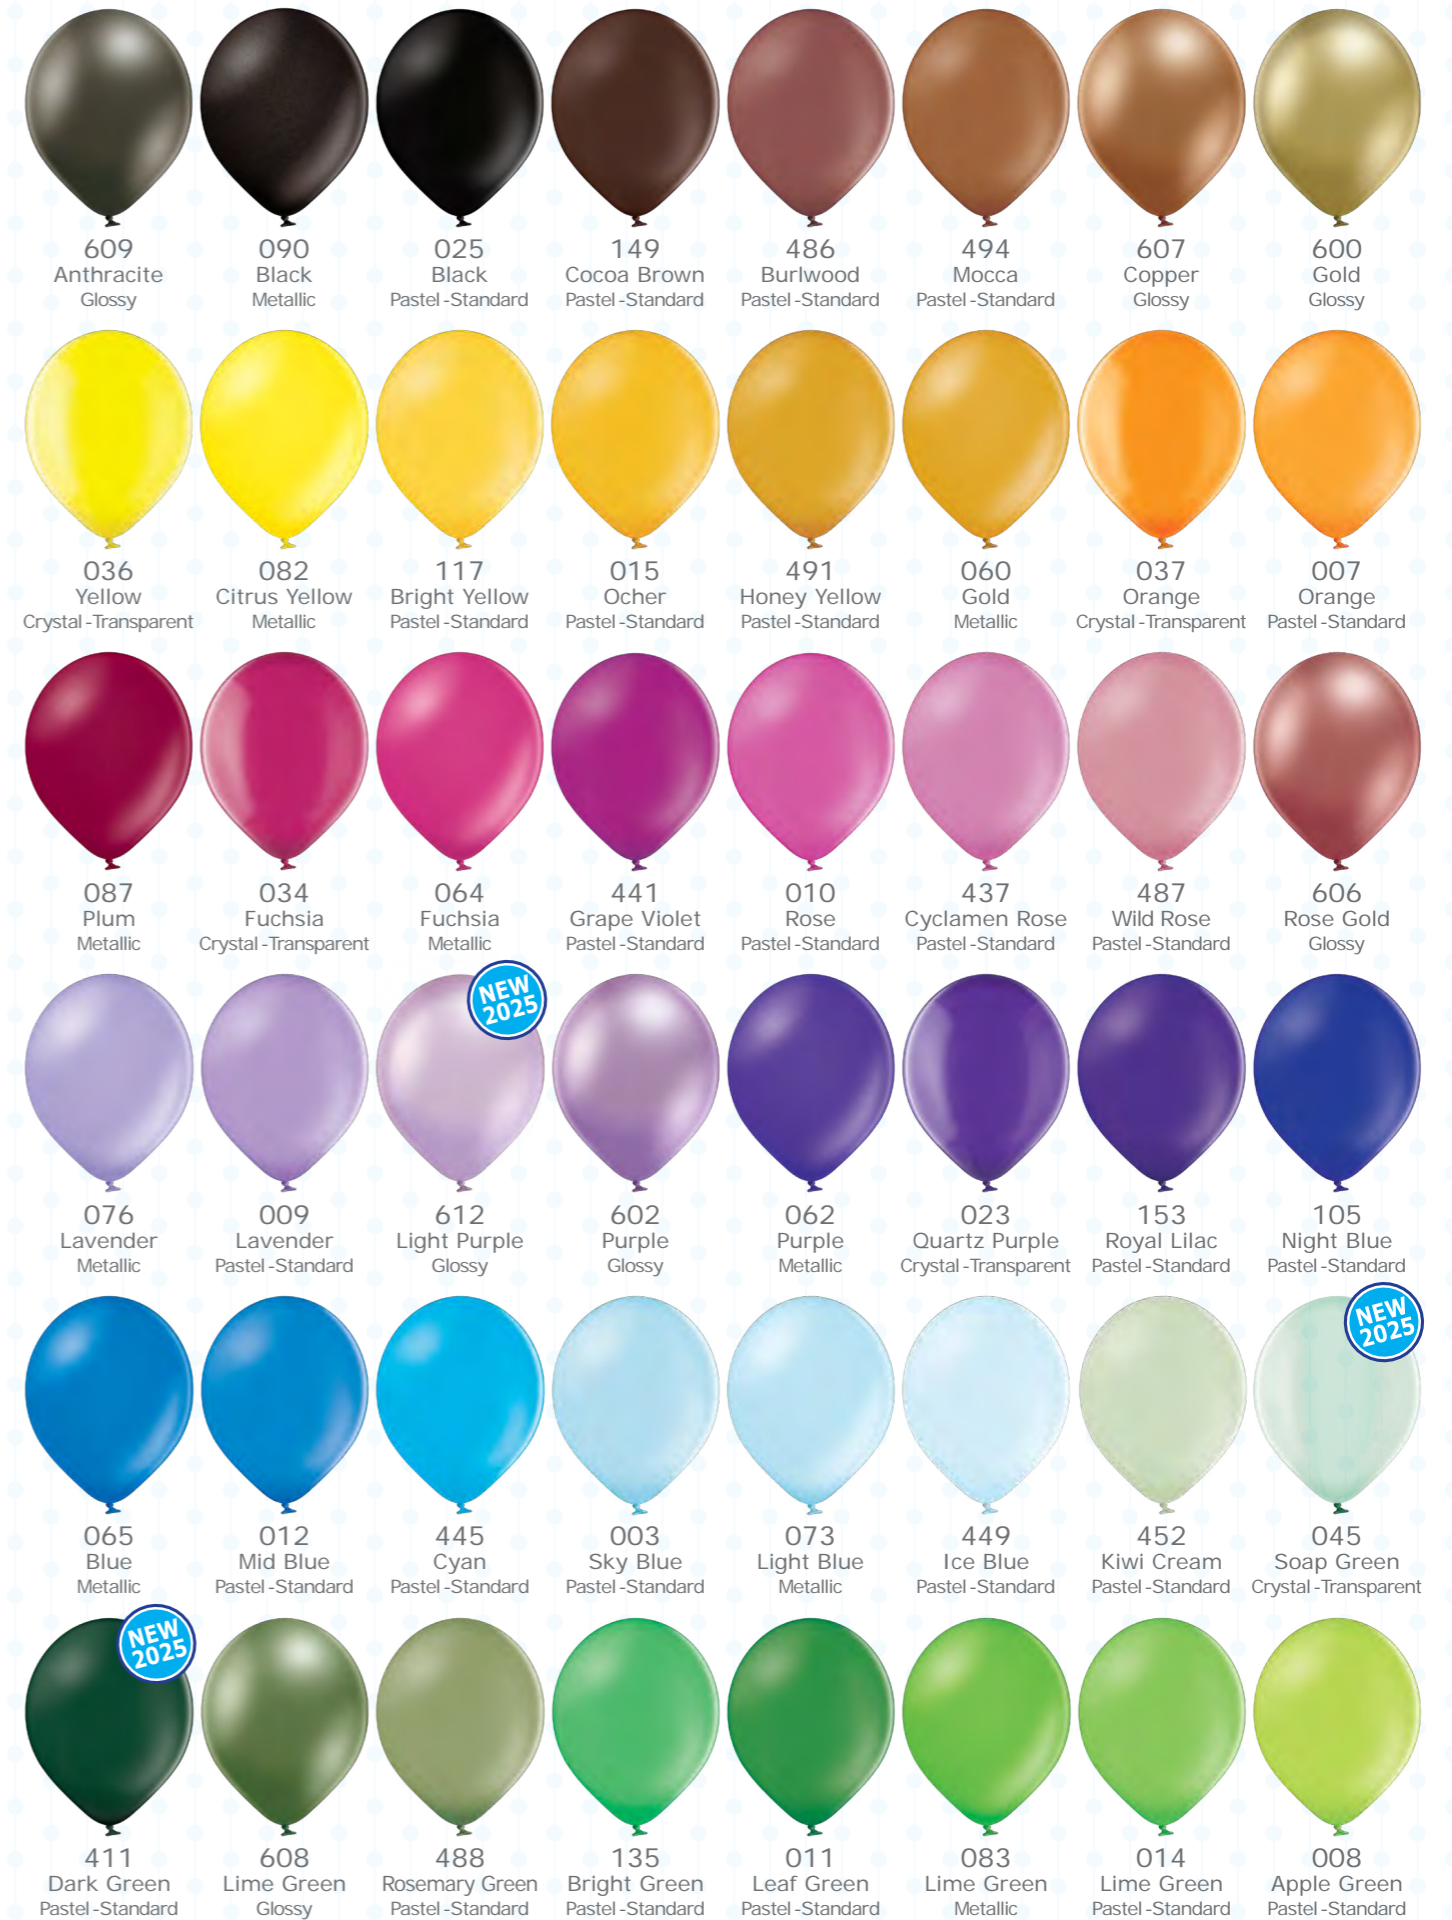 609 090 025 149 486 494 607 600
Anthracite Black Black Cocoa Brown Burlwood Mocca Copper Gold
Glossy Metallic Pastel-Standard Pastel-Standard Pastel-Standard Pastel-Standard Glossy Glossy
036 082 117 015 491 060 037 007
Yellow Citrus Yellow Bright Yellow Ocher Honey Yellow Gold Orange Orange
Crystal-Transparent Metallic Pastel-Standard Pastel-Standard Pastel-Standard Metallic Crystal-Transparent Pastel-Standard
087 034 064 441 010 437 487 606
Plum Fuchsia Fuchsia Grape Violet Rose Cyclamen Rose Wild Rose Rose Gold
Metallic Crystal-Transparent Metallic Pastel-Standard Pastel-Standard Pastel-Standard Pastel-Standard Glossy
NEW
2025
076 009 612 602 062 023 153 105
Lavender Lavender Light Purple Purple Purple Quartz Purple Royal Lilac Night Blue
Metallic Pastel-Standard Glossy Glossy Metallic Crystal-Transparent Pastel-Standard Pastel-Standard
NEW
2025
065 012 445 003 073 449 452 045
Blue Mid Blue Cyan Sky Blue Light Blue Ice Blue Kiwi Cream Soap Green
Metallic Pastel-Standard Pastel-Standard Pastel-Standard Metallic Pastel-Standard Pastel-Standard Crystal-Transparent
NEW
2025
411 608 488 135 011 083 014 008
Dark Green Lime Green Rosemary Green Bright Green Leaf Green Lime Green Lime Green Apple Green
Pastel-Standard Glossy Pastel-Standard Pastel-Standard Pastel-Standard Metallic Pastel-Standard Pastel-Standard